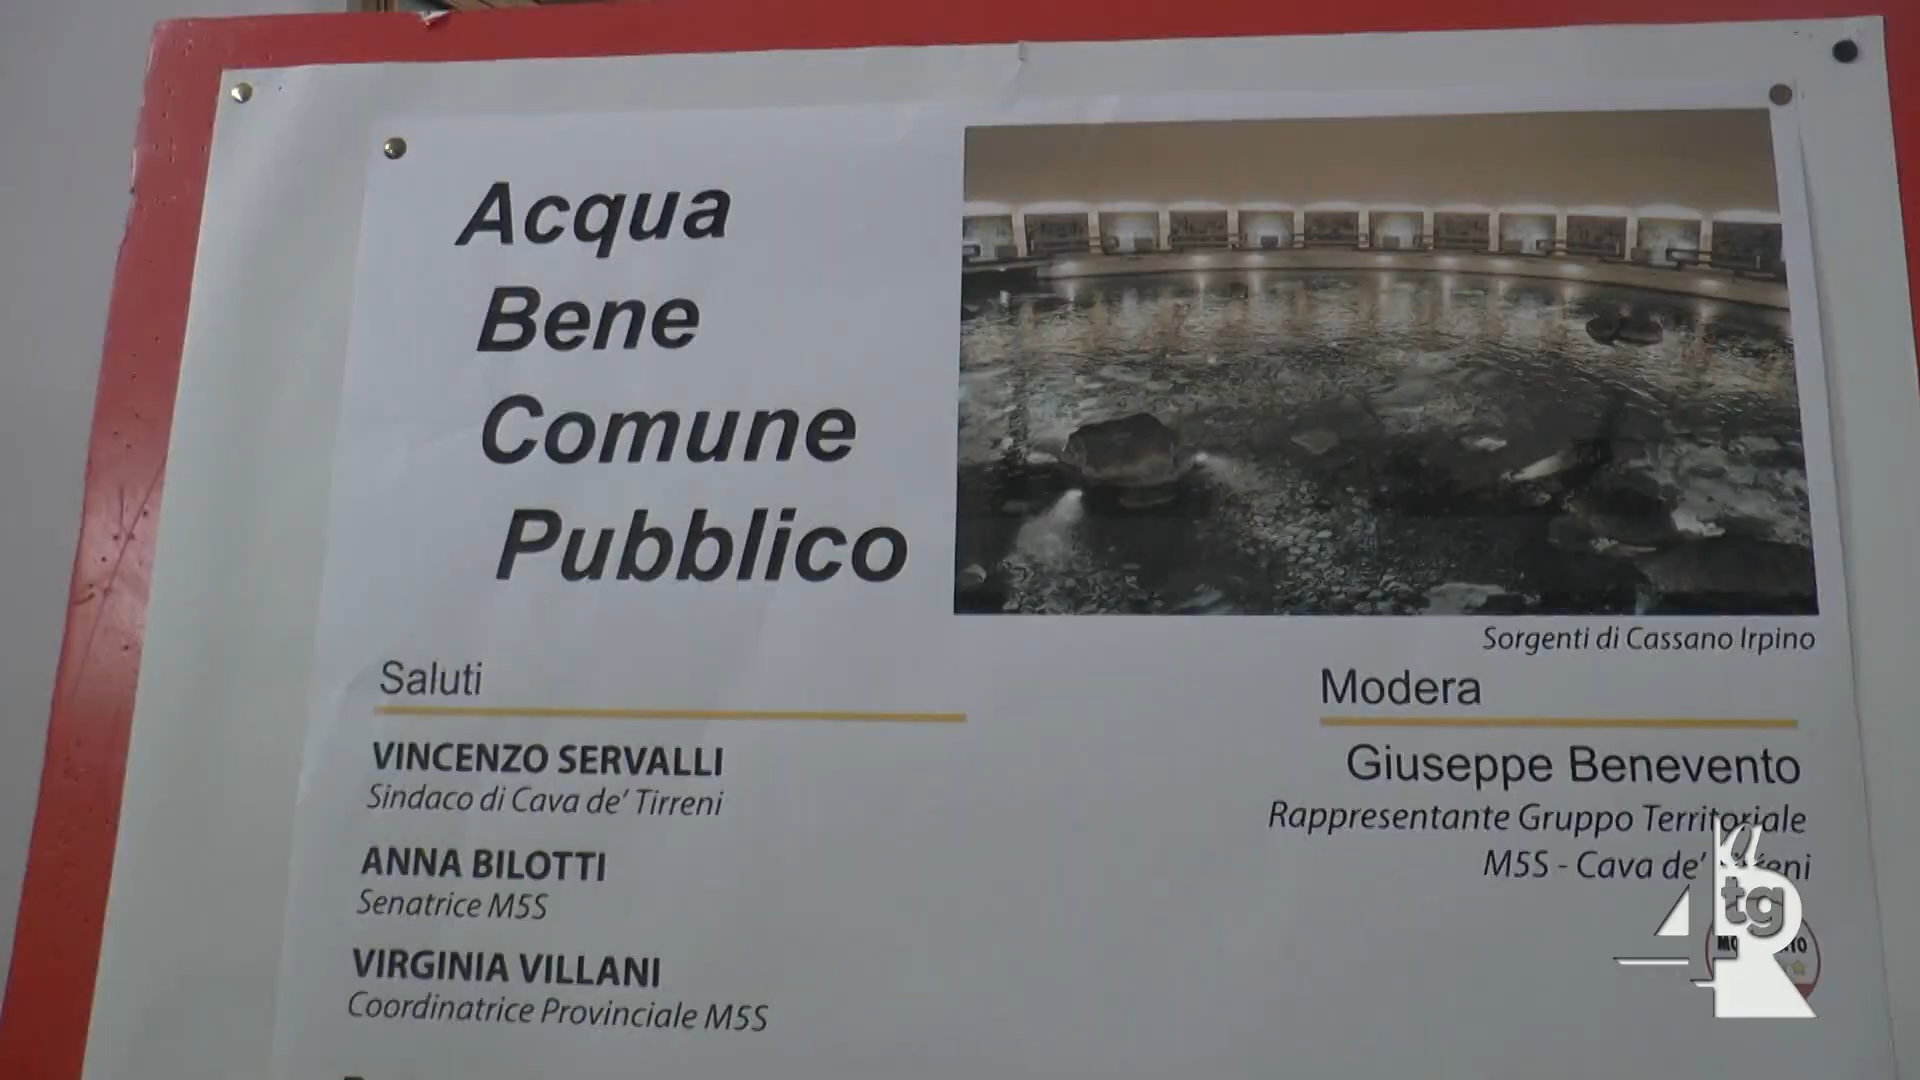 Acqua
Bene
Comune
Pubblico
Sorgenti di Cassano Irpino
Saluti
VINCENZO SERVALLI
Sindaco di Cava de' Tirreni
ANNA BILOTTI
Senatrice M5S
VIRGINIA VILLANI
Coordinatrice Provinciale M5S
Modera
Giuseppe Benevento
Rappresentante Gruppo Territoriale
M5S - Cava de' Tirreni
tg